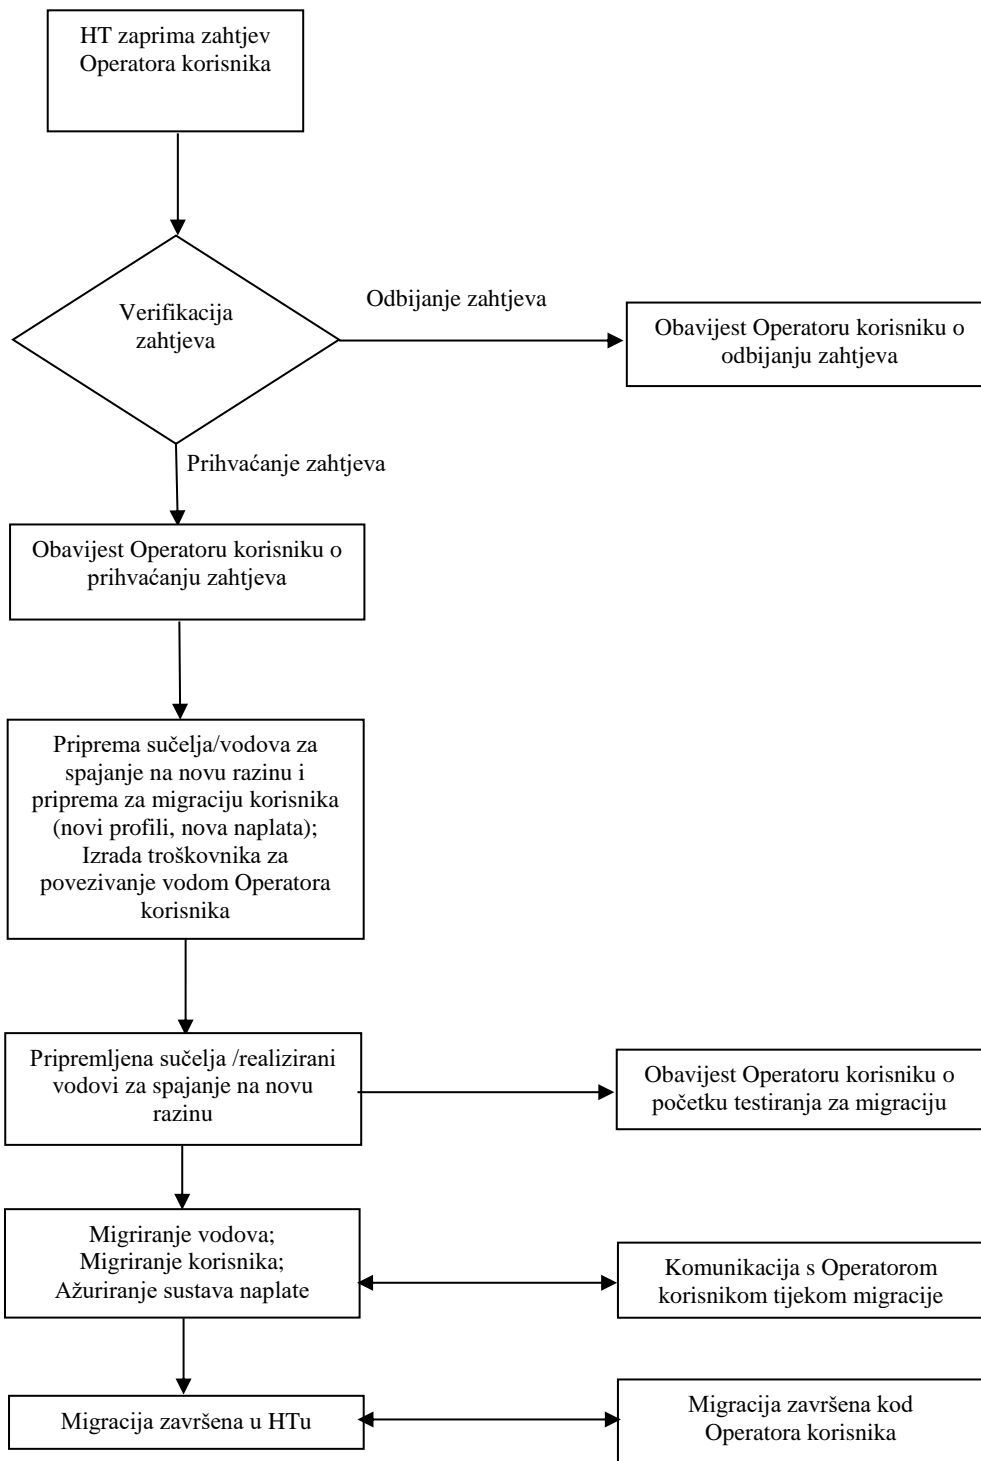 HT zaprima zahtjev
Operatora korisnika
Verifikacija
zahtjeva
Odbijanje zahtjeva
Obavijest Operatoru korisniku o
odbijanju zahtjeva
Prihvaćanje zahtjeva
Obavijest Operatoru korisniku o
prihvaćanju zahtjeva
Priprema sučelja/vodova za
spajanje na novu razinu i
priprema za migraciju korisnika
(novi profili, nova naplata);
Izrada troškovnika za
povezivanje vodom Operatora
korisnika
Pripremljena sučelja /realizirani
vodovi za spajanje na novu
razinu
Obavijest Operatoru korisniku o
početku testiranja za migraciju
Migriranje vodova;
Migriranje korisnika;
Ažuriranje sustava naplate
Komunikacija s Operatorom
korisnikom tijekom migracije
Migracija završena u HTu
Migracija završena kod
Operatora korisnika